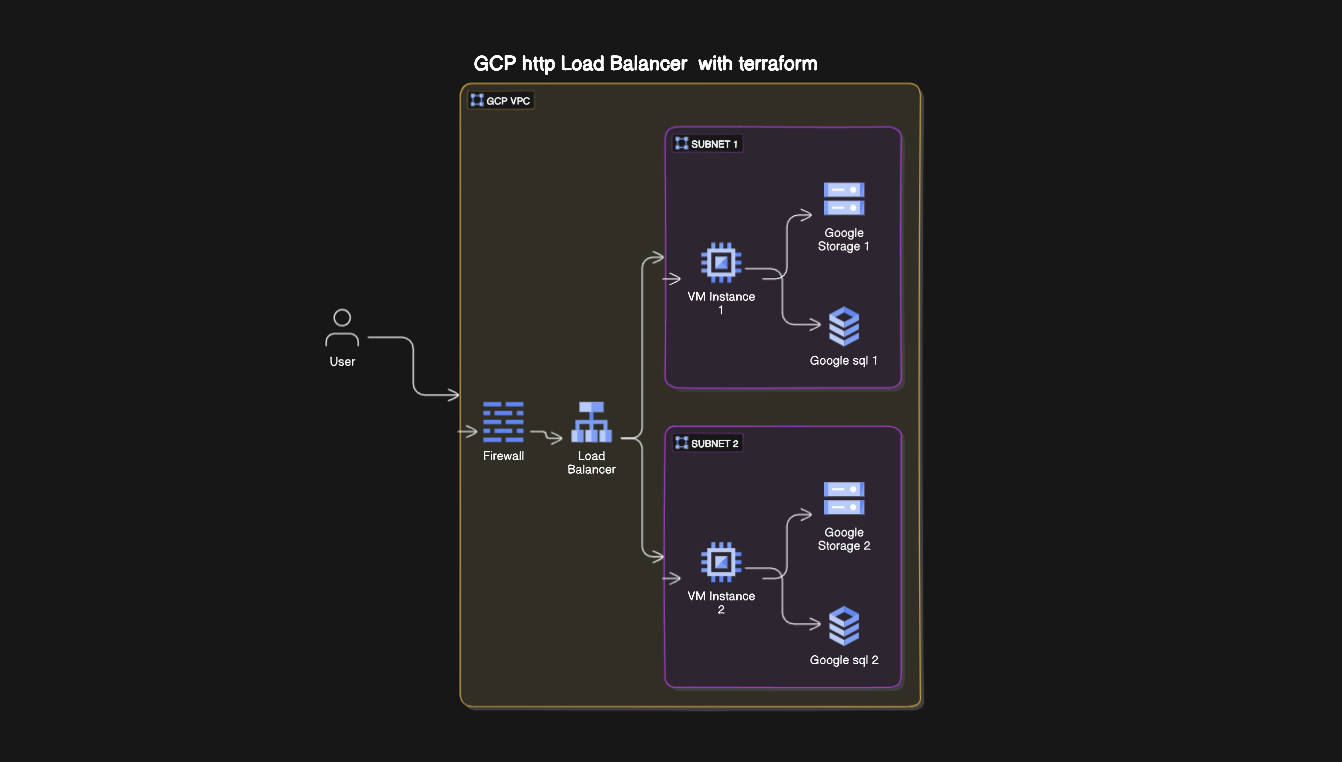 GCP http Load Balancer with terraform
GCP VPC
SUBNET 1
Google
Storage 1
VM Instance
1
Google sql 1
User
Firewall
Load
Balancer
SUBNET 2
Google
Storage 2
VM Instance
2
Google sql 2